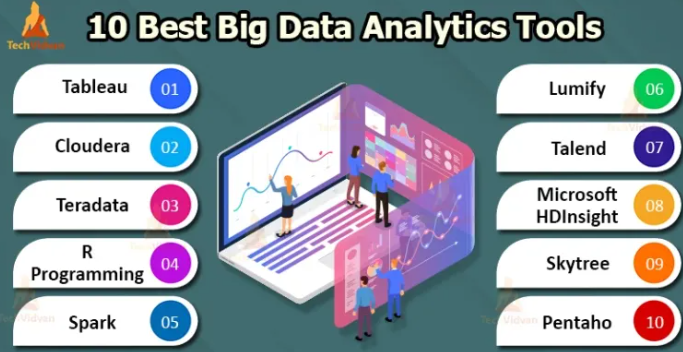 TechVidvan
10 Best Big Data Analytics Tools
Tableau 01
Cloudera 02
Teradata 03
R
Programming 04
Spark 05
Lumify 06
Talend 07
Microsoft
HDInsight 08
Skytree 09
Pentaho 10
TechVidvan